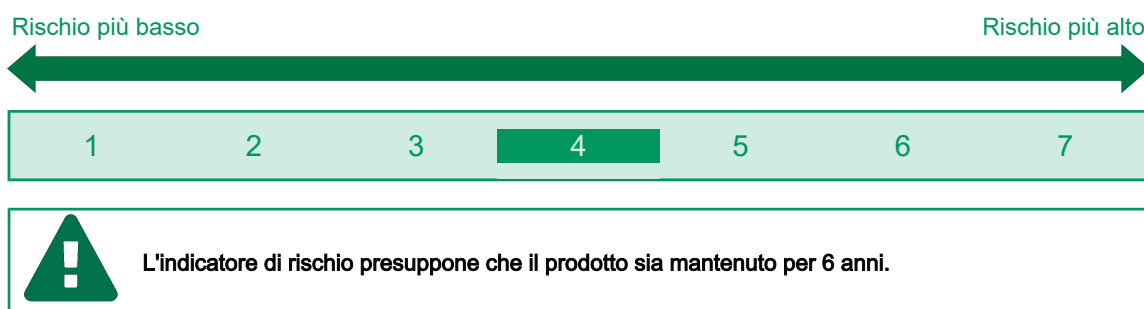 Rischio più basso Rischio più alto
1 2 3 4 5 6 7
L'indicatore di rischio presuppone che il prodotto sia mantenuto per 6 anni.